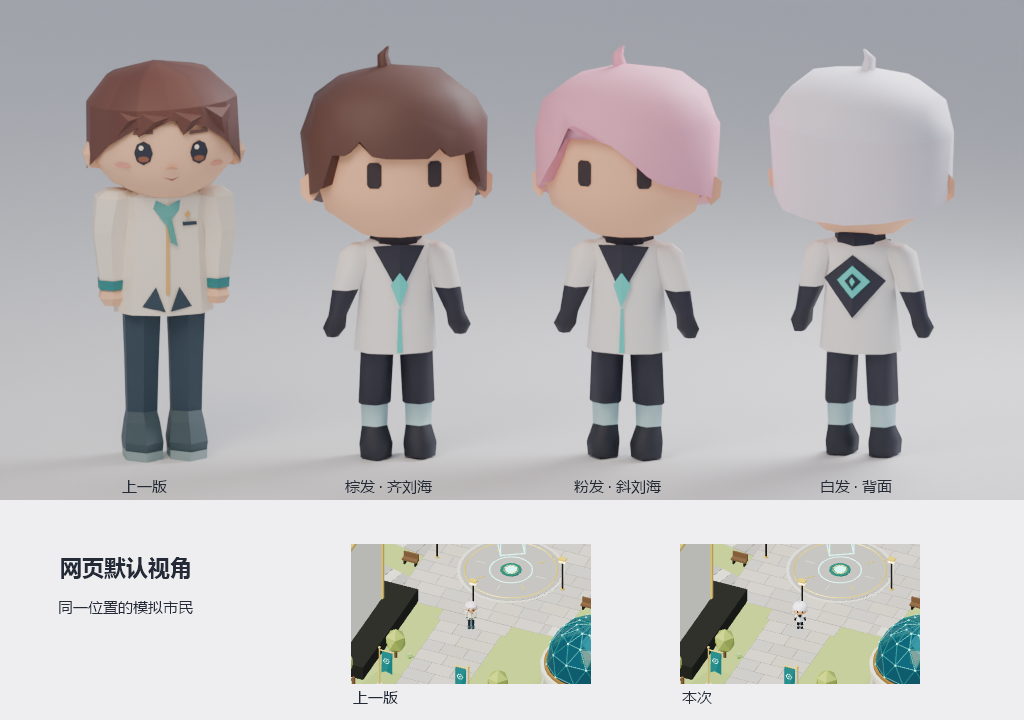 上一版
棕发 · 齐刘海
粉发 · 斜刘海
白发 · 背面
网页默认视角
同一位置的模拟市民
上一版
本次